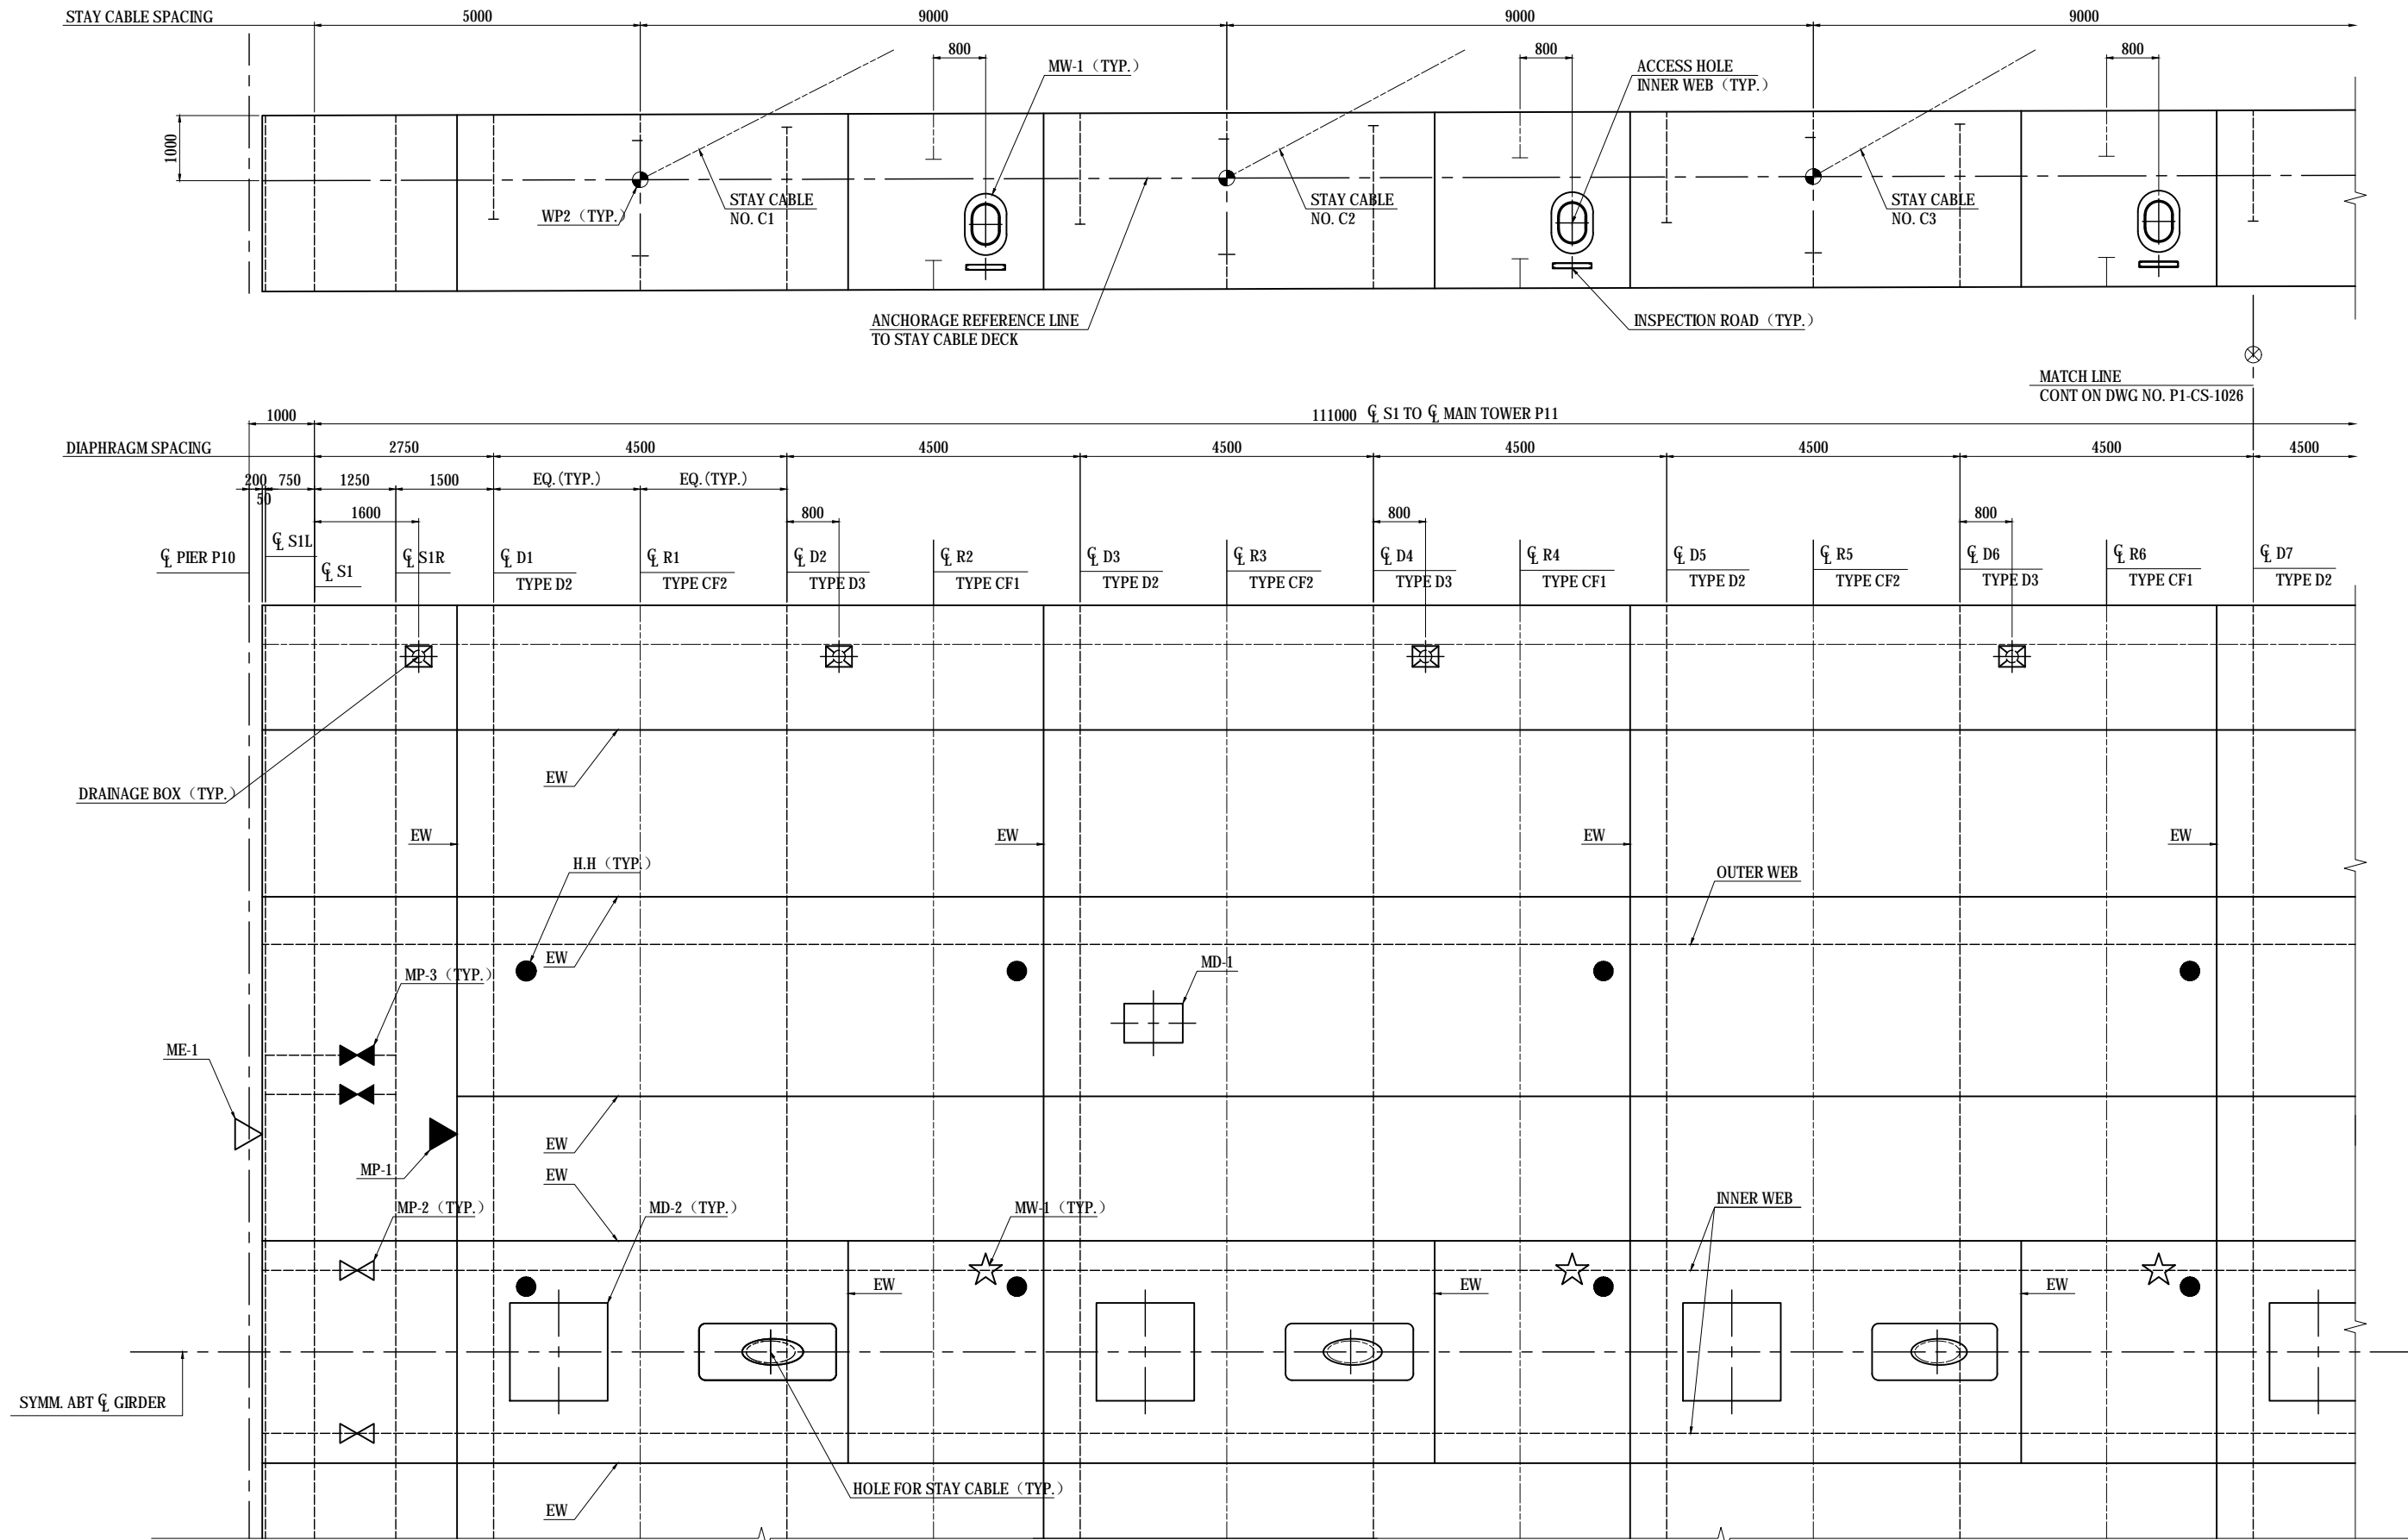 STAY CABLE SPACING
5000
9000
9000
9000
800
800
800
MW-1 (TYP.)
ACCESS HOLE
INNER WEB (TYP.)
1000
WP2 (TYP.)
STAY CABLE
NO. C1
STAY CABLE
NO. C2
STAY CABLE
NO. C3
ANCHORAGE REFERENCE LINE
TO STAY CABLE DECK
INSPECTION ROAD (TYP.)
MATCH LINE
CONT ON DWG NO. P1-CS-1026
1000
111000 ℄ S1 TO ℄ MAIN TOWER P11
DIAPHRAGM SPACING
2750
4500
4500
4500
4500
4500
4500
4500
200
50
750
1250
1500
EQ.(TYP.)
EQ.(TYP.)
1600
800
800
800
℄ PIER P10
℄ S1L
℄ S1
℄ S1R
℄ D1
TYPE D2
℄ R1
TYPE CF2
℄ D2
TYPE D3
℄ R2
TYPE CF1
℄ D3
TYPE D2
℄ R3
TYPE CF2
℄ D4
TYPE D3
℄ R4
TYPE CF1
℄ D5
TYPE D2
℄ R5
TYPE CF2
℄ D6
TYPE D3
℄ R6
TYPE CF1
℄ D7
TYPE D2
EW
DRAINAGE BOX (TYP.)
EW
EW
EW
EW
H.H (TYP.)
OUTER WEB
EW
MP-3 (TYP.)
MD-1
ME-1
EW
MP-1
EW
MP-2 (TYP.)
MD-2 (TYP.)
MW-1 (TYP.)
INNER WEB
EW
EW
EW
SYMM. ABT ℄ GIRDER
HOLE FOR STAY CABLE (TYP.)
EW